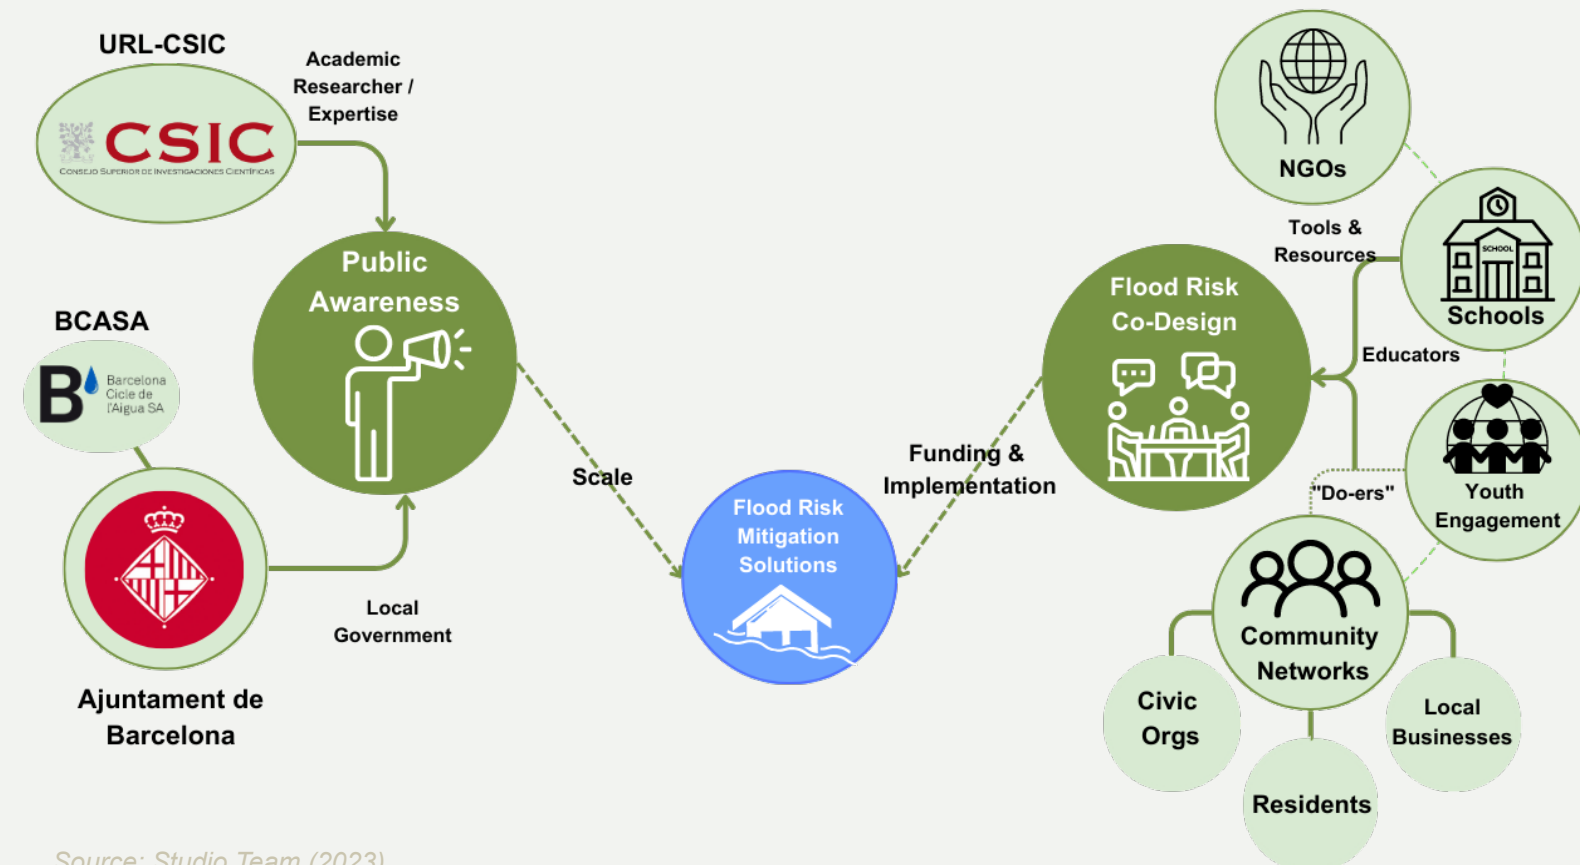 URL-CSIC
CSIC
CONSEJO SUPERIOR DE INVESTIGACIONES CIENTÍFICAS
Academic
Researcher /
Expertise
Public
Awareness
BCASA
B
Barcelona
Cicle de
l'Aigua SA
Local
Government
Ajuntament de
Barcelona
Scale
Flood Risk
Mitigation
Solutions
Funding &
Implementation
Flood Risk
Co-Design
NGOs
Tools &
Resources
SCHOOL
Schools
Educators
Youth
Engagement
"Do-ers"
Community
Networks
Civic
Orgs
Local
Businesses
Residents
Source: Studio Team (2023)